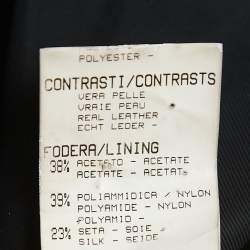 POLYESTER -
CONTRASTI/CONTRASTS
VERA PELLE
VRAIE PEAU
REAL LEATHER
ECHT LEDER -
FODERA/LINING
38% ACETATO - ACETATE
ACETATE - ACETAT
39% POLIAMMIDICA / NYLON
POLYAMIDE - NYLON
POLYAMID -
23% SETA - SOIE
SILK - SEIDE